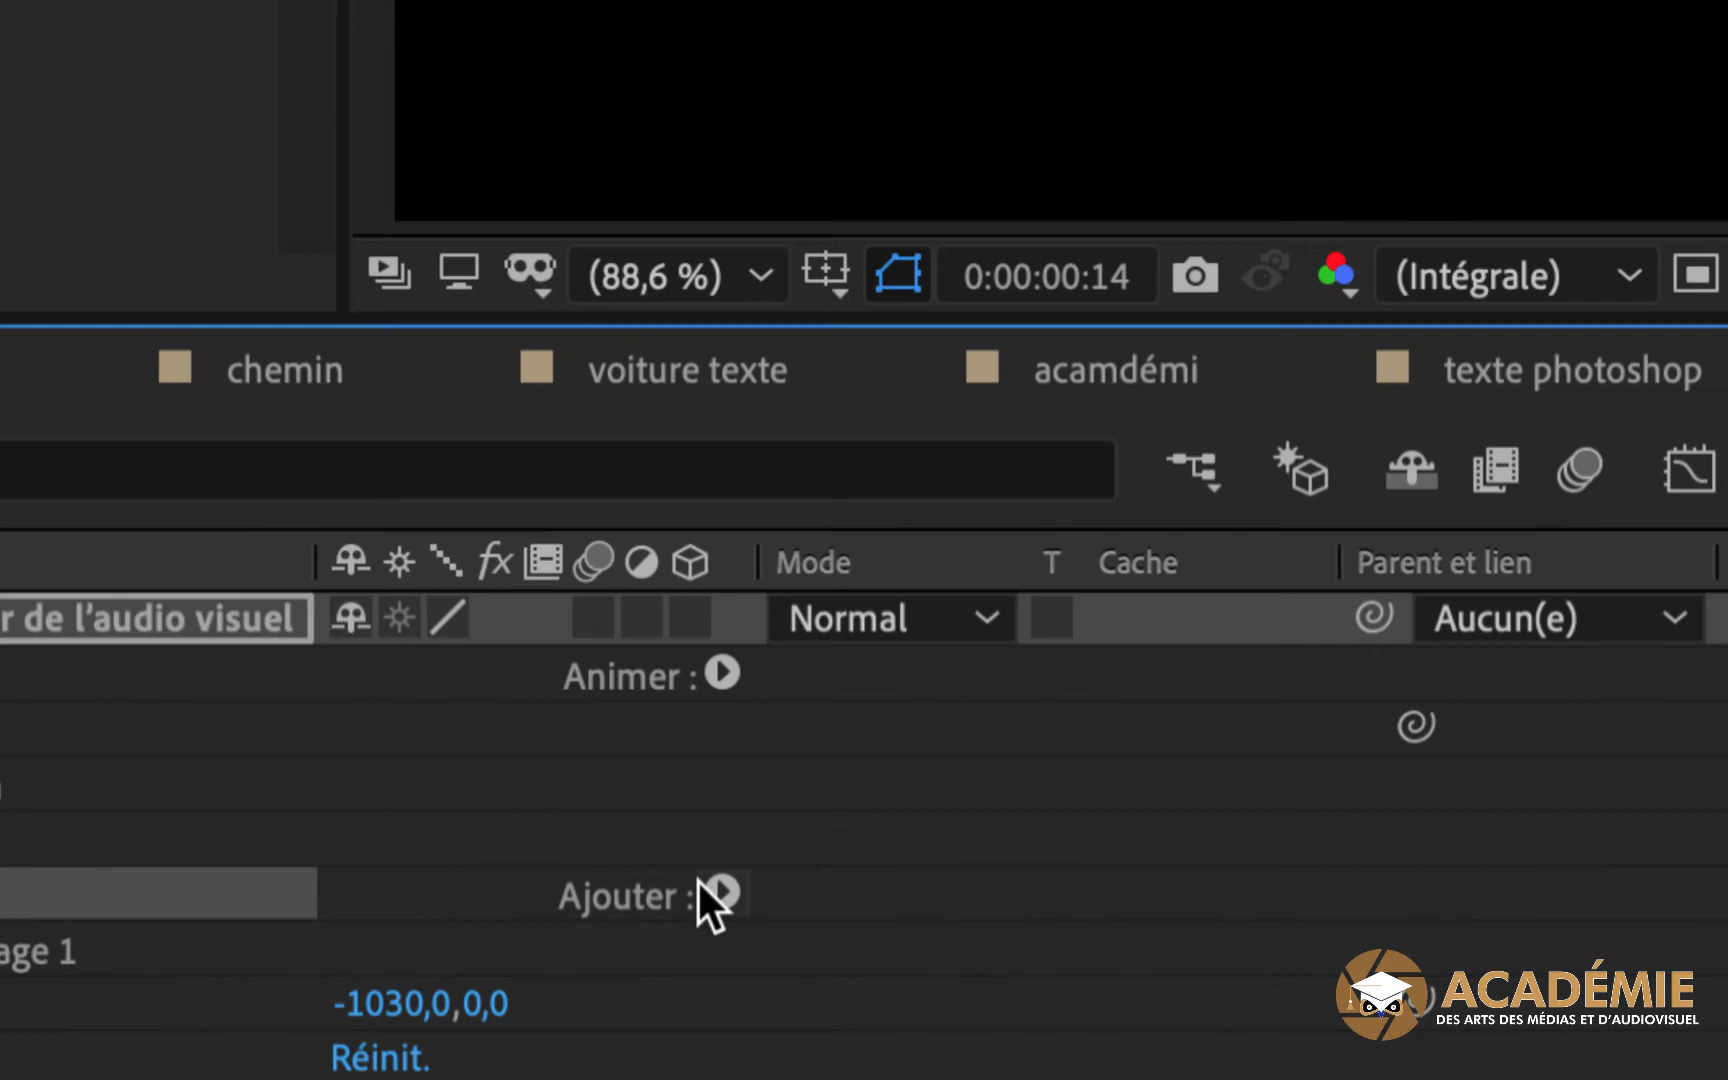 (88,6 %)
0:00:00:14
(Intégrale)
chemin
voiture texte
acamdémi
texte photoshop
fx
Mode
T
Cache
Parent et lien
r de l'audio visuel
Normal
Aucun(e)
Animer :
Ajouter :
age 1
-1030,0,0,0
Réinit.
ACADÉMIE
DES ARTS DES MÉDIAS ET D'AUDIOVISUEL